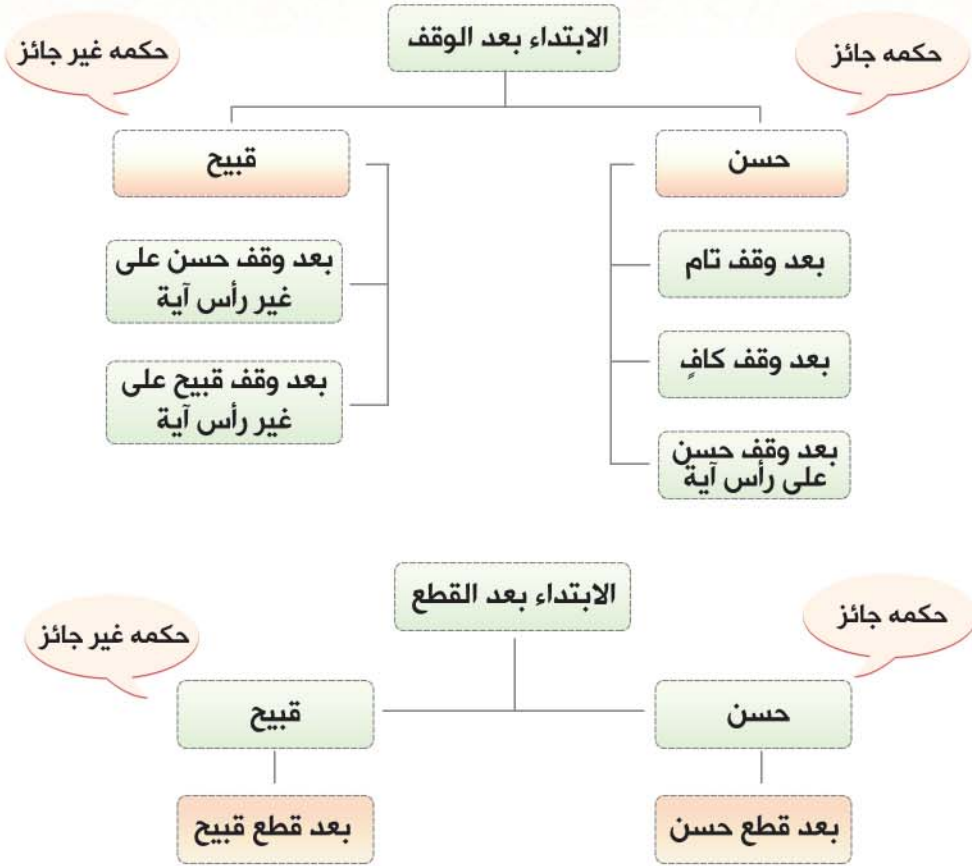 الابتداء بعد الوقف
حكمه جائز
حكمه غير جائز
حسن
قبيح
بعد وقف تام
بعد وقف حسن على
غير رأس آية
بعد وقف كافٍ
بعد وقف قبيح على
غير رأس آية
بعد وقف حسن
على رأس آية
الابتداء بعد القطع
حكمه جائز
حكمه غير جائز
حسن
قبيح
بعد قطع حسن
بعد قطع قبيح